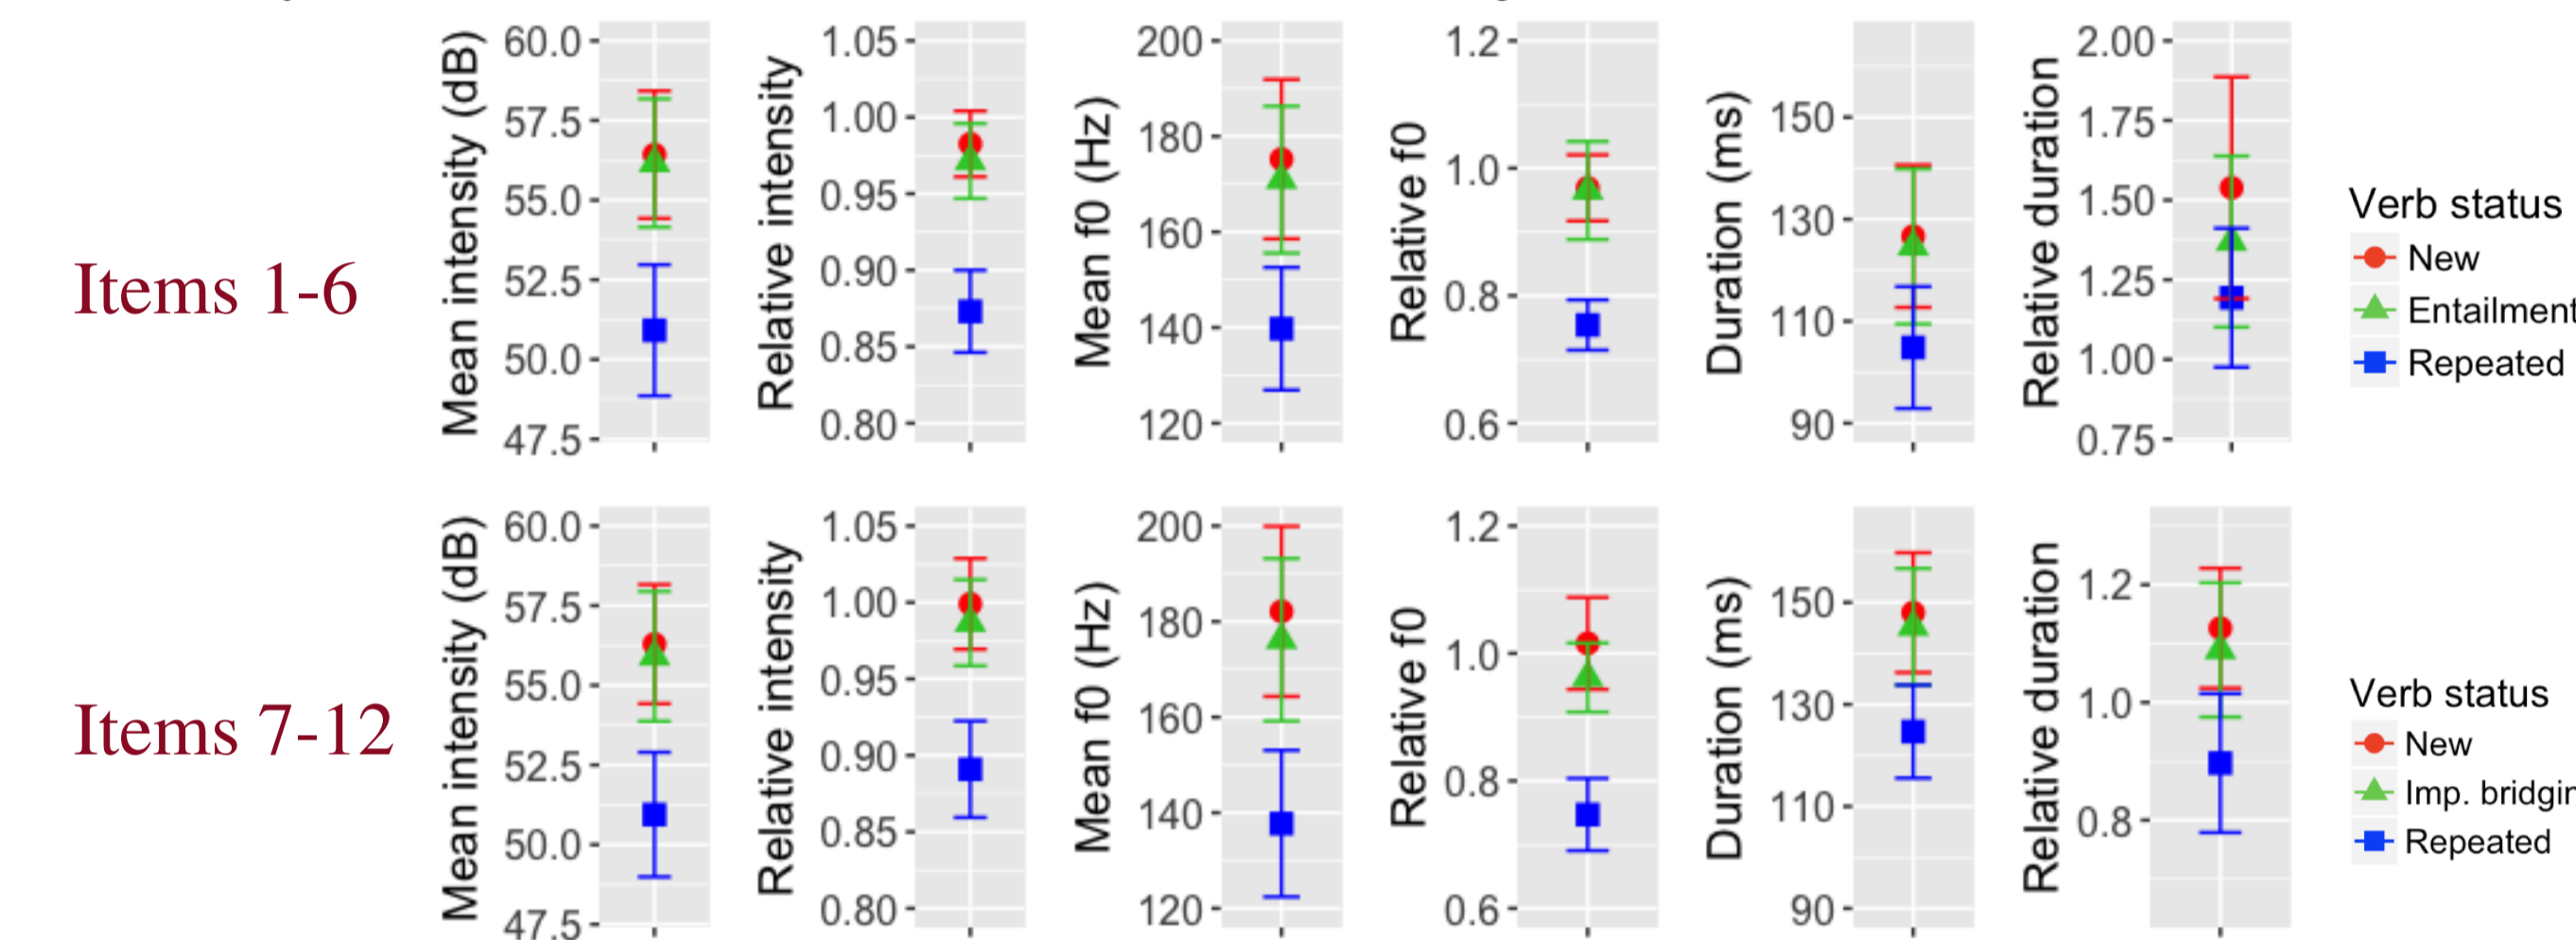 Items 1-6
Mean intensity (dB)
60.0
57.5
55.0
52.5
50.0
47.5
Relative intensity
1.05
1.00
0.95
0.90
0.85
0.80
Mean f0 (Hz)
200
180
160
140
120
Relative f0
1.2
1.0
0.8
0.6
Duration (ms)
150
130
110
90
Relative duration
2.00
1.75
1.50
1.25
1.00
0.75
Verb status
New
Entailment
Repeated
Items 7-12
Mean intensity (dB)
60.0
57.5
55.0
52.5
50.0
47.5
Relative intensity
1.05
1.00
0.95
0.90
0.85
0.80
Mean f0 (Hz)
200
180
160
140
120
Relative f0
1.2
1.0
0.8
0.6
Duration (ms)
150
130
110
90
Relative duration
1.2
1.0
0.8
Verb status
New
Imp. bridgin
Repeated